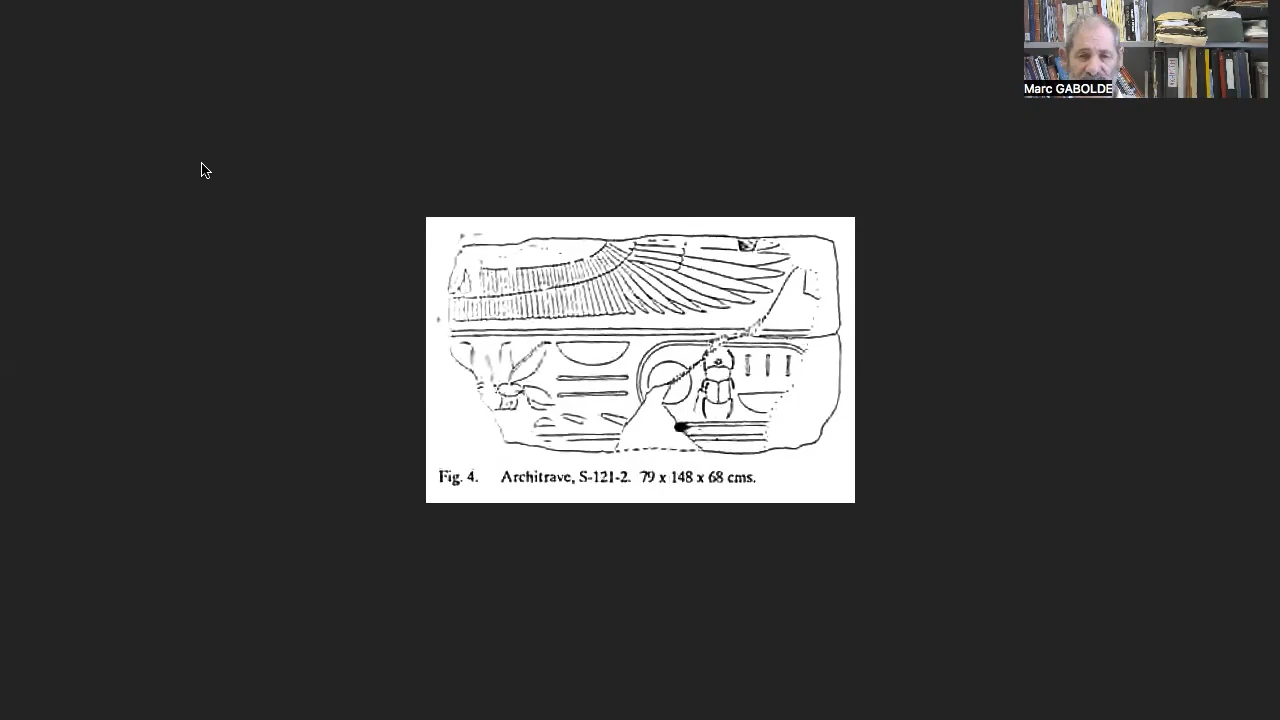 Marc GABOLDE
Fig. 4. Architrave, S-121-2. 79 x 148 x 68 cms.